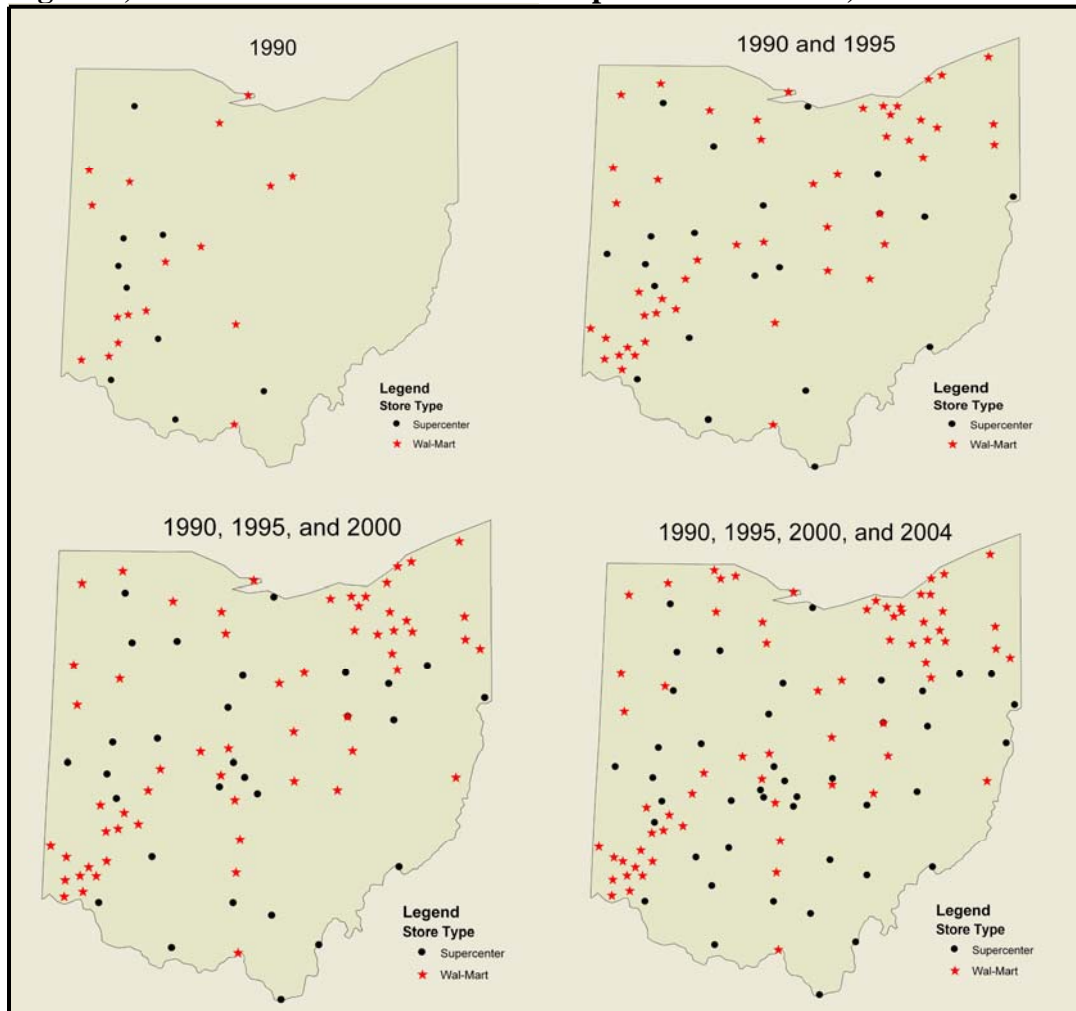 1990
Legend
Store Type
Supercenter
Wal-Mart
1990 and 1995
Legend
Store Type
Supercenter
Wal-Mart
1990, 1995, and 2000
Legend
Store Type
Supercenter
Wal-Mart
1990, 1995, 2000, and 2004
Legend
Store Type
Supercenter
Wal-Mart